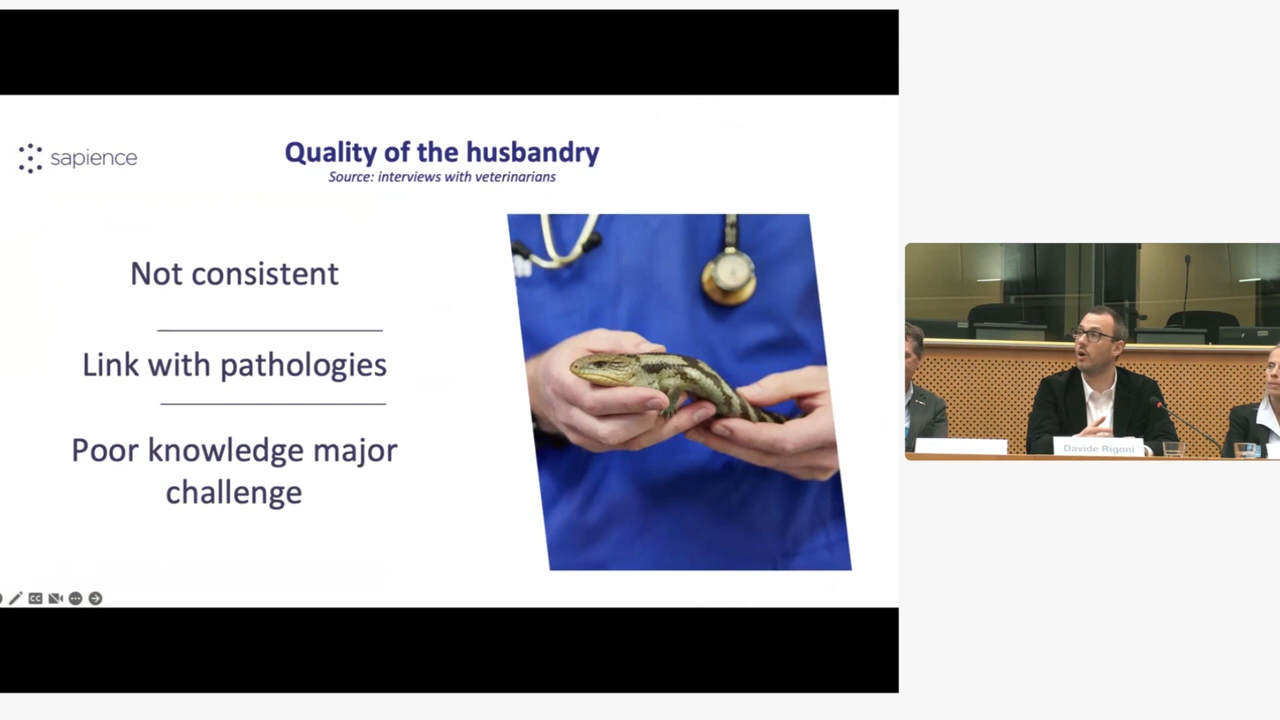 sapience
Quality of the husbandry
Source: interviews with veterinarians
Not consistent
Link with pathologies
Poor knowledge major
challenge
CC
Davide Rigoni